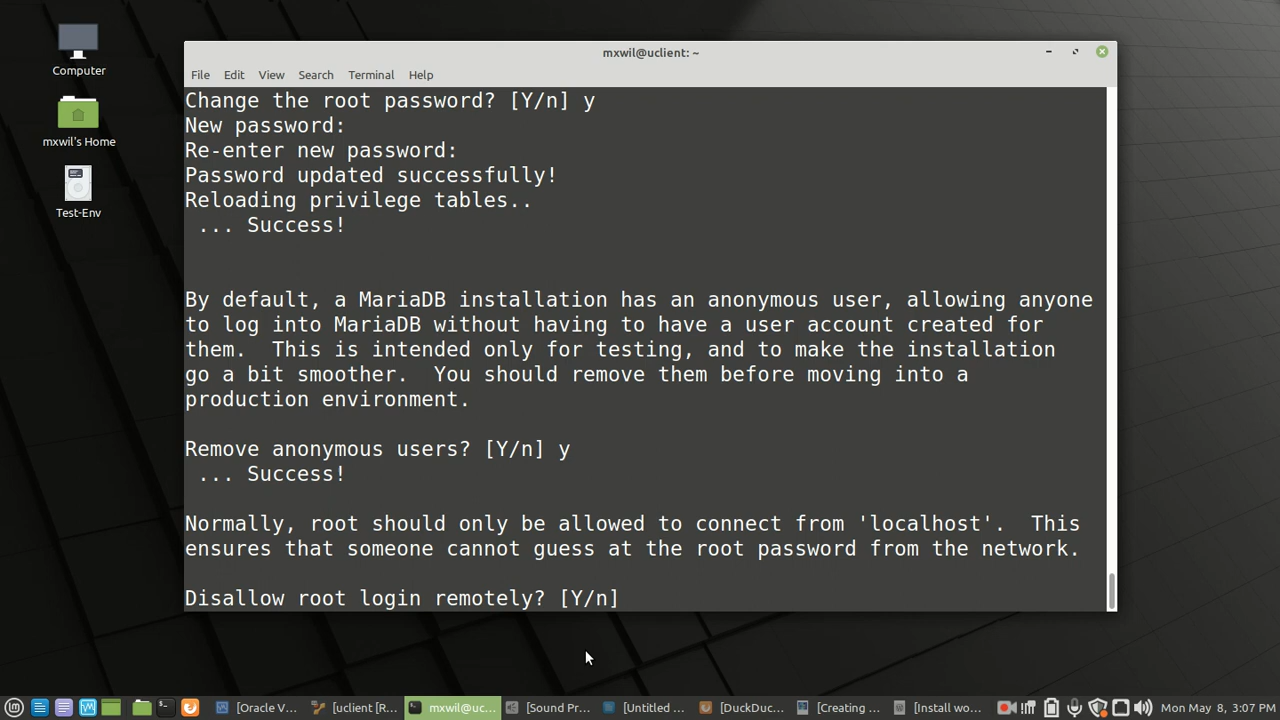 Computer
mxwil's Home
Test-Env
mxwil@uclient: ~
File Edit View Search Terminal Help
Change the root password? [Y/n] y
New password:
Re-enter new password:
Password updated successfully!
Reloading privilege tables..
... Success!
By default, a MariaDB installation has an anonymous user, allowing anyone
to log into MariaDB without having to have a user account created for
them.  This is intended only for testing, and to make the installation
go a bit smoother.  You should remove them before moving into a
production environment.
Remove anonymous users? [Y/n] y
... Success!
Normally, root should only be allowed to connect from 'localhost'.  This
ensures that someone cannot guess at the root password from the network.
Disallow root login remotely? [Y/n]
[Oracle V... [uclient [R... mxwil@uc... [Sound Pr... [Untitled ... [DuckDuc... [Creating ... [Install wo... Mon May 8, 3:07 PM